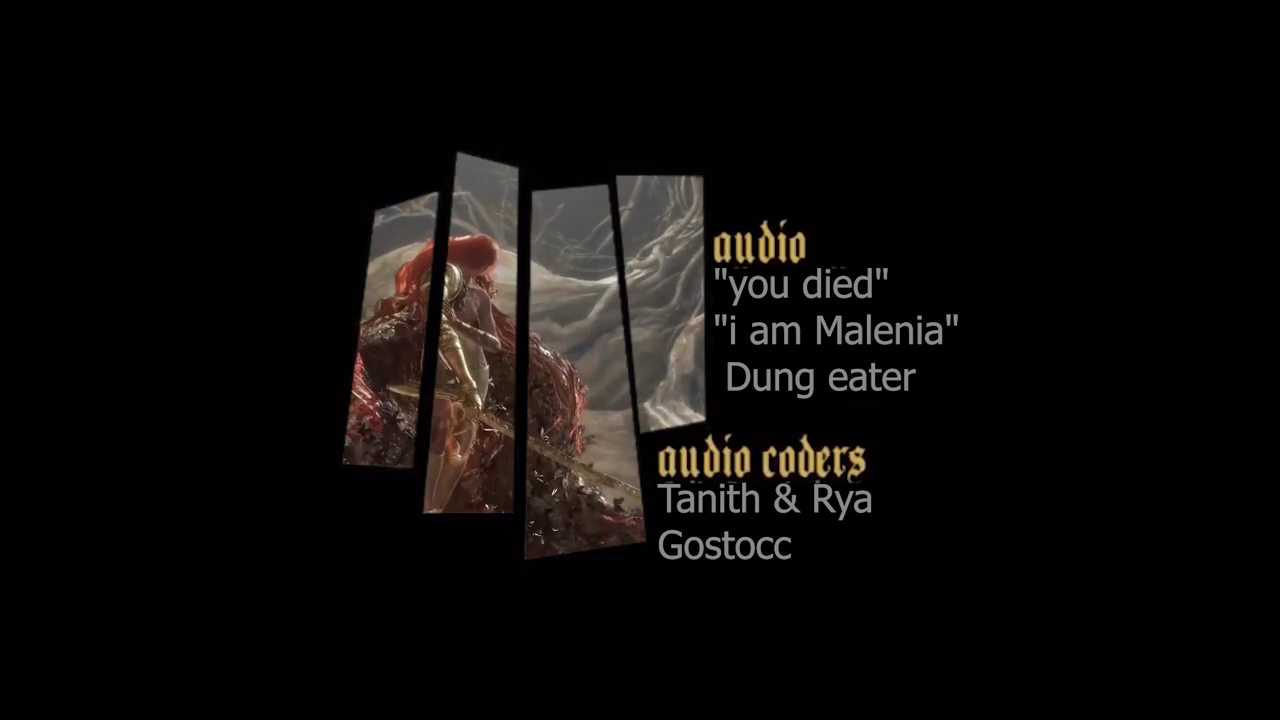 audio
"you died"
"i am Malenia"
Dung eater
audio coders
Tanith & Rya
Gostocc